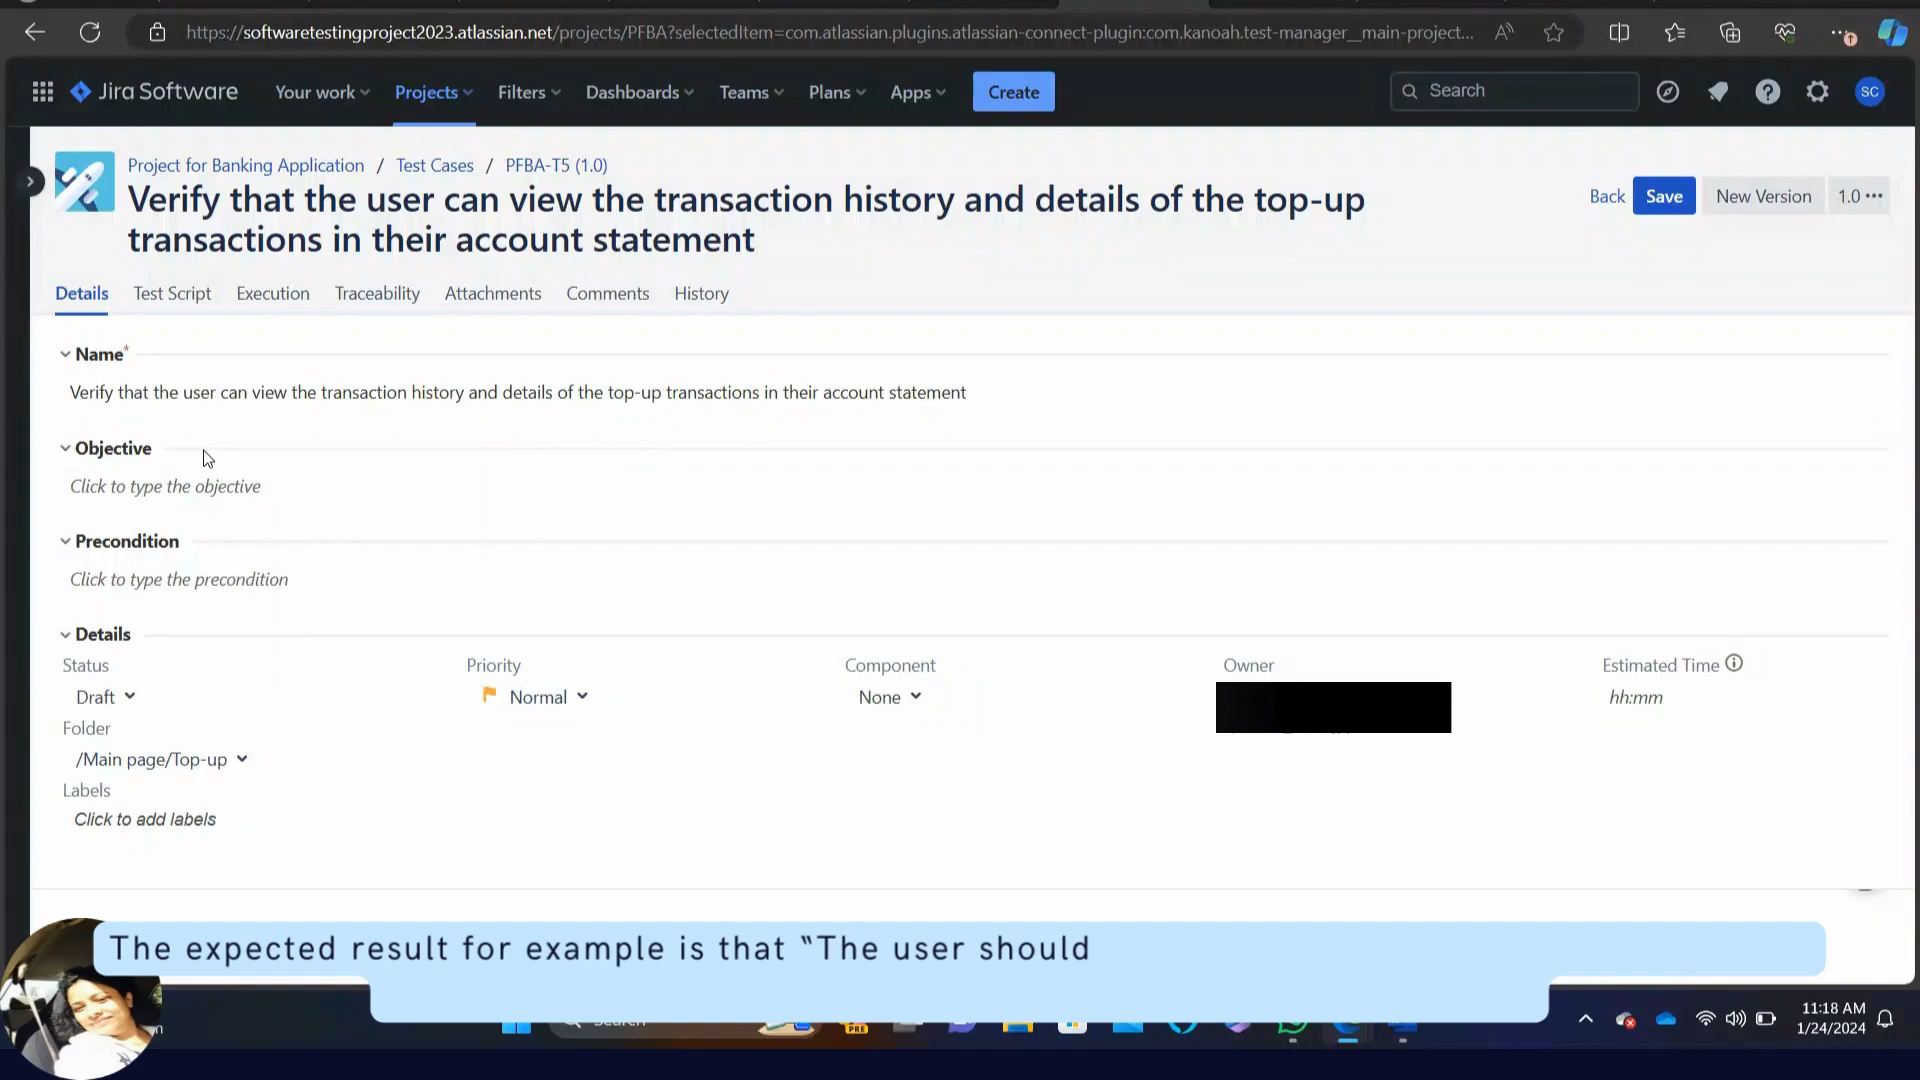 https://softwaretestingproject2023.atlassian.net/projects/PFBA?selectedItem=com.atlassian.plugins.atlassian-connect-plugin:com.kanoah.test-manager__main-project...
Jira Software
Your work
Projects
Filters
Dashboards
Teams
Plans
Apps
Create
Search
SC
Project for Banking Application / Test Cases / PFBA-T5 (1.0)
Verify that the user can view the transaction history and details of the top-up
transactions in their account statement
Back
Save
New Version
1.0 •••
Details
Test Script
Execution
Traceability
Attachments
Comments
History
Name*
Verify that the user can view the transaction history and details of the top-up transactions in their account statement
Objective
Click to type the objective
Precondition
Click to type the precondition
Details
Status
Priority
Component
Owner
Estimated Time
Draft
Normal
None
hh:mm
Folder
/Main page/Top-up
Labels
Click to add labels
The expected result for example is that “The user should
Search
PRE
11:18 AM
1/24/2024